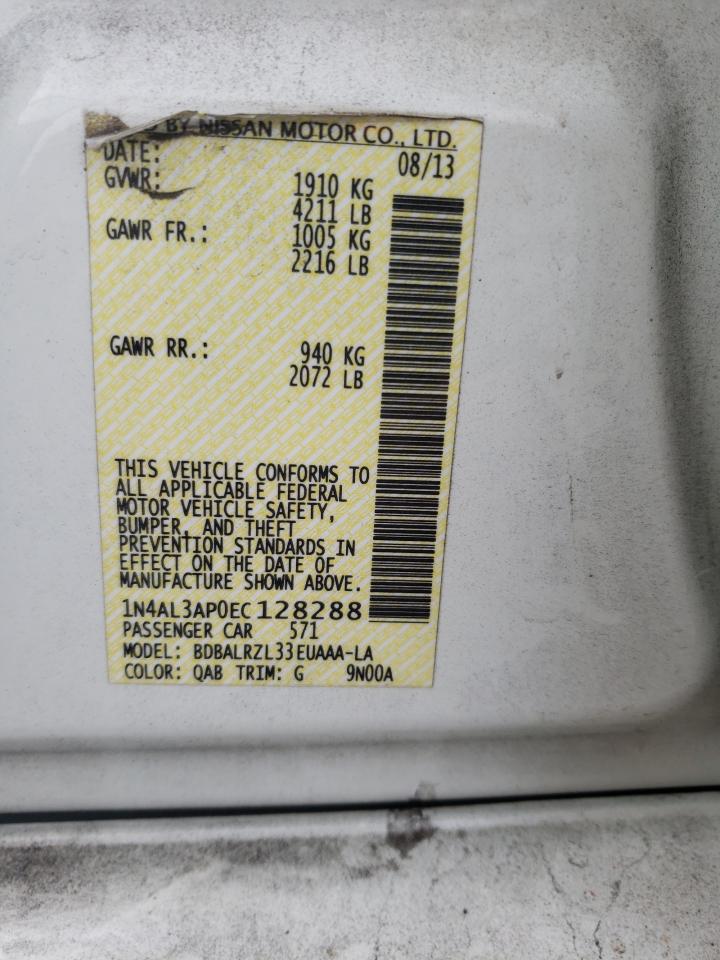 BY NISSAN MOTOR CO., LTD.
DATE: 08/13
GVWR: 1910 KG
4211 LB
GAWR FR.: 1005 KG
2216 LB
GAWR RR.: 940 KG
2072 LB
THIS VEHICLE CONFORMS TO
ALL APPLICABLE FEDERAL
MOTOR VEHICLE SAFETY,
BUMPER, AND THEFT
PREVENTION STANDARDS IN
EFFECT ON THE DATE OF
MANUFACTURE SHOWN ABOVE.
1N4AL3AP0EC128288
PASSENGER CAR 571
MODEL: BDBALRZL33EUAAA-LA
COLOR: QAB TRIM: G 9N00A